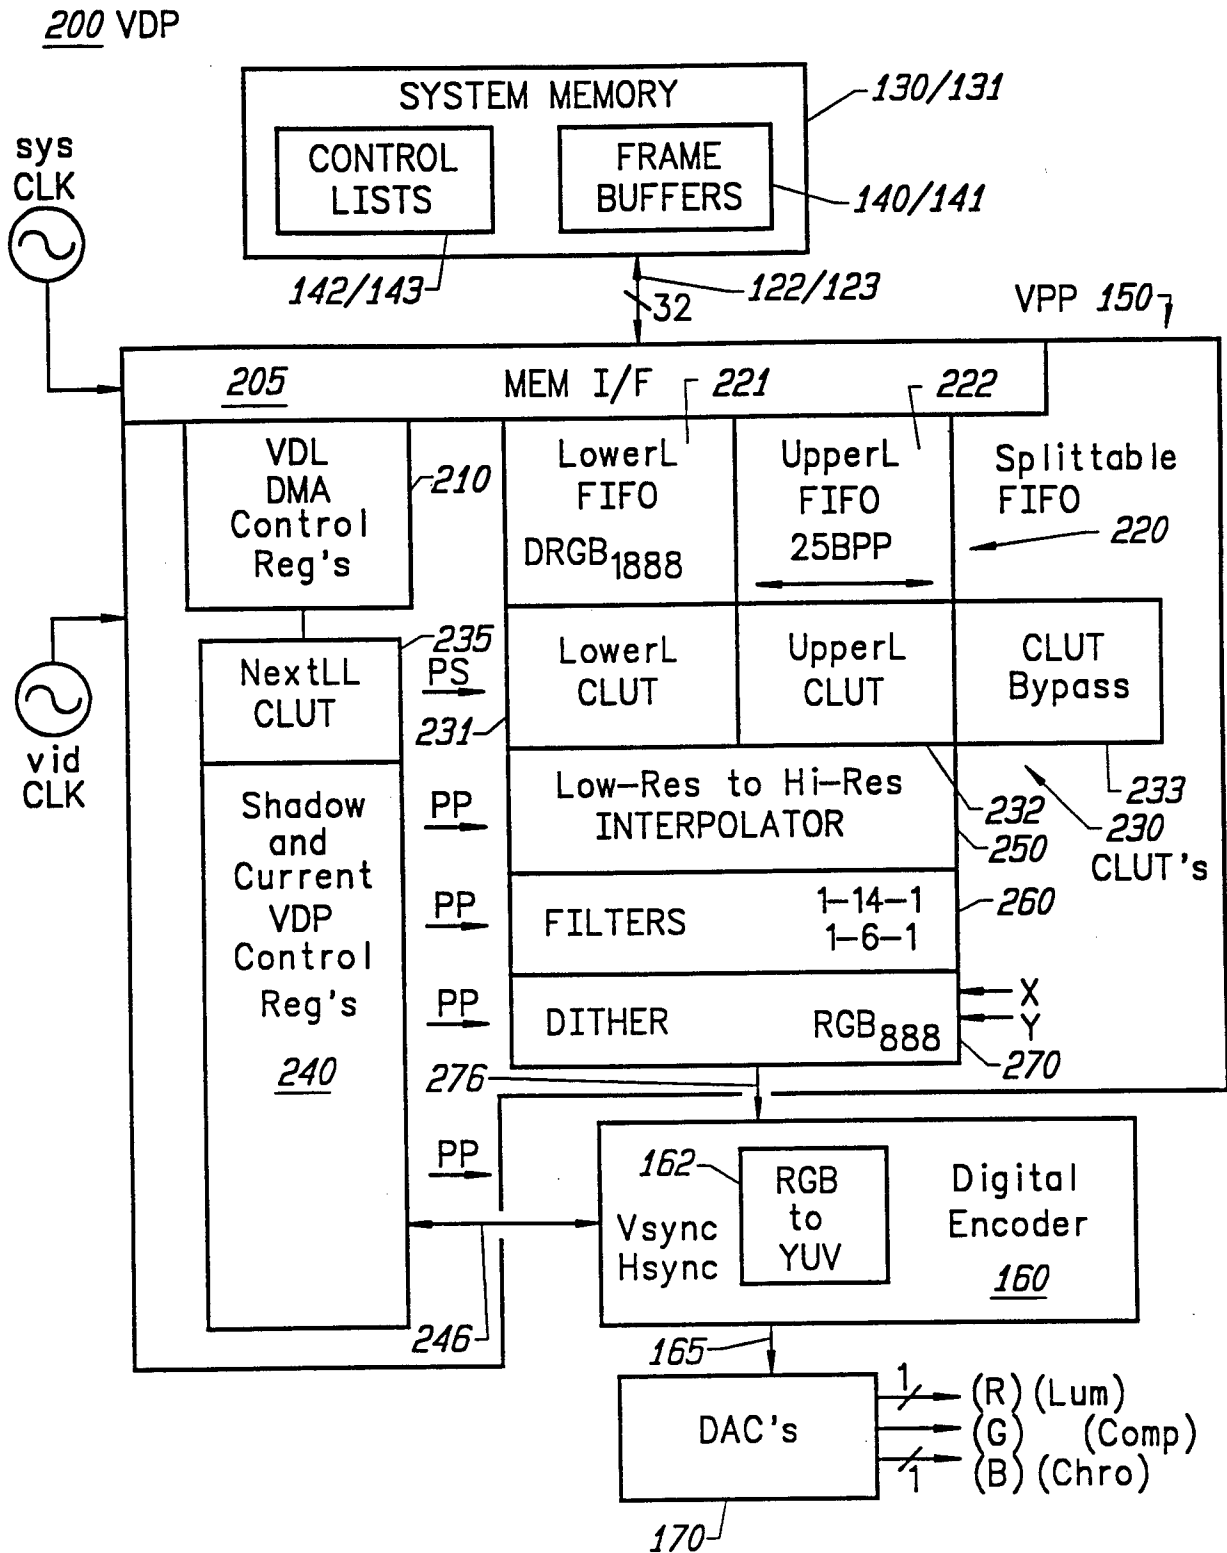 200 VDP
SYSTEM MEMORY
130/131
CONTROL
LISTS
FRAME
BUFFERS
140/141
142/143
122/123
32
sys
CLK
VPP 150
205
MEM I/F
221
222
VDL
DMA
Control
Reg's
210
LowerL
FIFO
DRGB1888
UpperL
FIFO
25BPP
Splittable
FIFO
220
235
NextLL
CLUT
PS
231
LowerL
CLUT
UpperL
CLUT
CLUT
Bypass
vid
CLK
Low-Res to Hi-Res
INTERPOLATOR
232
233
250
230
CLUT's
Shadow
and
Current
VDP
Control
Reg's
240
PP
PP
PP
PP
FILTERS
1-14-1
1-6-1
260
DITHER
RGB888
X
Y
270
276
162
RGB
to
YUV
Vsync
Hsync
Digital
Encoder
160
246
165
DAC's
170
1
(R) (Lum)
(G) (Comp)
1
(B) (Chro)